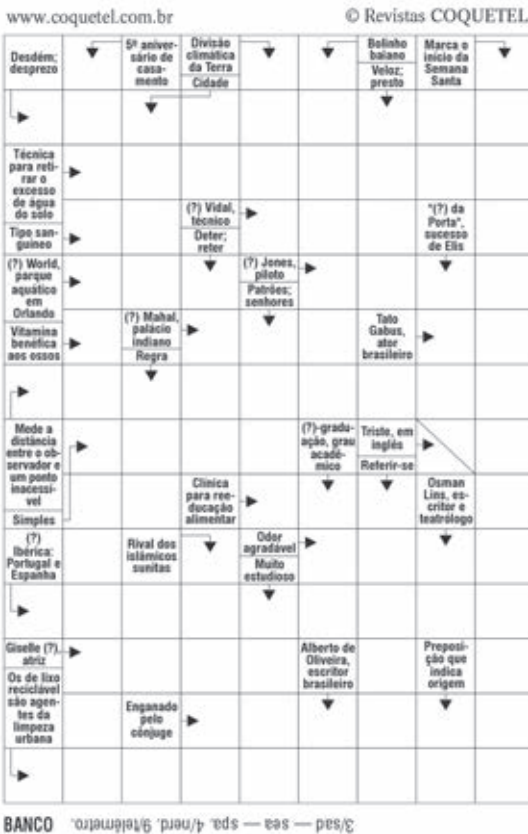 www.coquetel.com.br
© Revistas COQUETEL
Desdém;
desprezo
5º aniver-
sário de
casa-
mento
Divisão
climática
da Terra
Cidade
Bolinho
baiano
Veloz;
presto
Marca o
início da
Semana
Santa
Técnica
para reti-
rar o
excesso
de água
do solo
Tipo san-
guíneo
(?) Vidal,
técnico
Deter;
reter
"(?) da
Porta",
sucesso
de Elis
(?) World,
parque
aquático
em
Orlando
(?) Jones,
piloto
Patrões;
senhores
Vitamina
benéfica
aos ossos
(?) Mahal,
palácio
indiano
Regra
Tato
Gabus,
ator
brasileiro
Mede a
distância
entre o ob-
servador e
um ponto
inacessí-
vel
Simples
(?)-gradu-
ação, grau
acadê-
mico
Triste, em
inglês
Referir-se
Clínica
para ree-
ducação
alimentar
Osman
Lins, es-
critor e
teatrólogo
(?)
Ibérica:
Portugal e
Espanha
Rival dos
islâmicos
sunitas
Odor
agradável
Muito
estudioso
Giselle (?),
atriz
Alberto de
Oliveira,
escritor
brasileiro
Preposi-
ção que
indica
origem
Os de lixo
reciclável
são agen-
tes da
limpeza
urbana
Enganado
pelo
cônjuge
BANCO 3/sad — sea — spa. 4/nerd. 9/telêmetro.